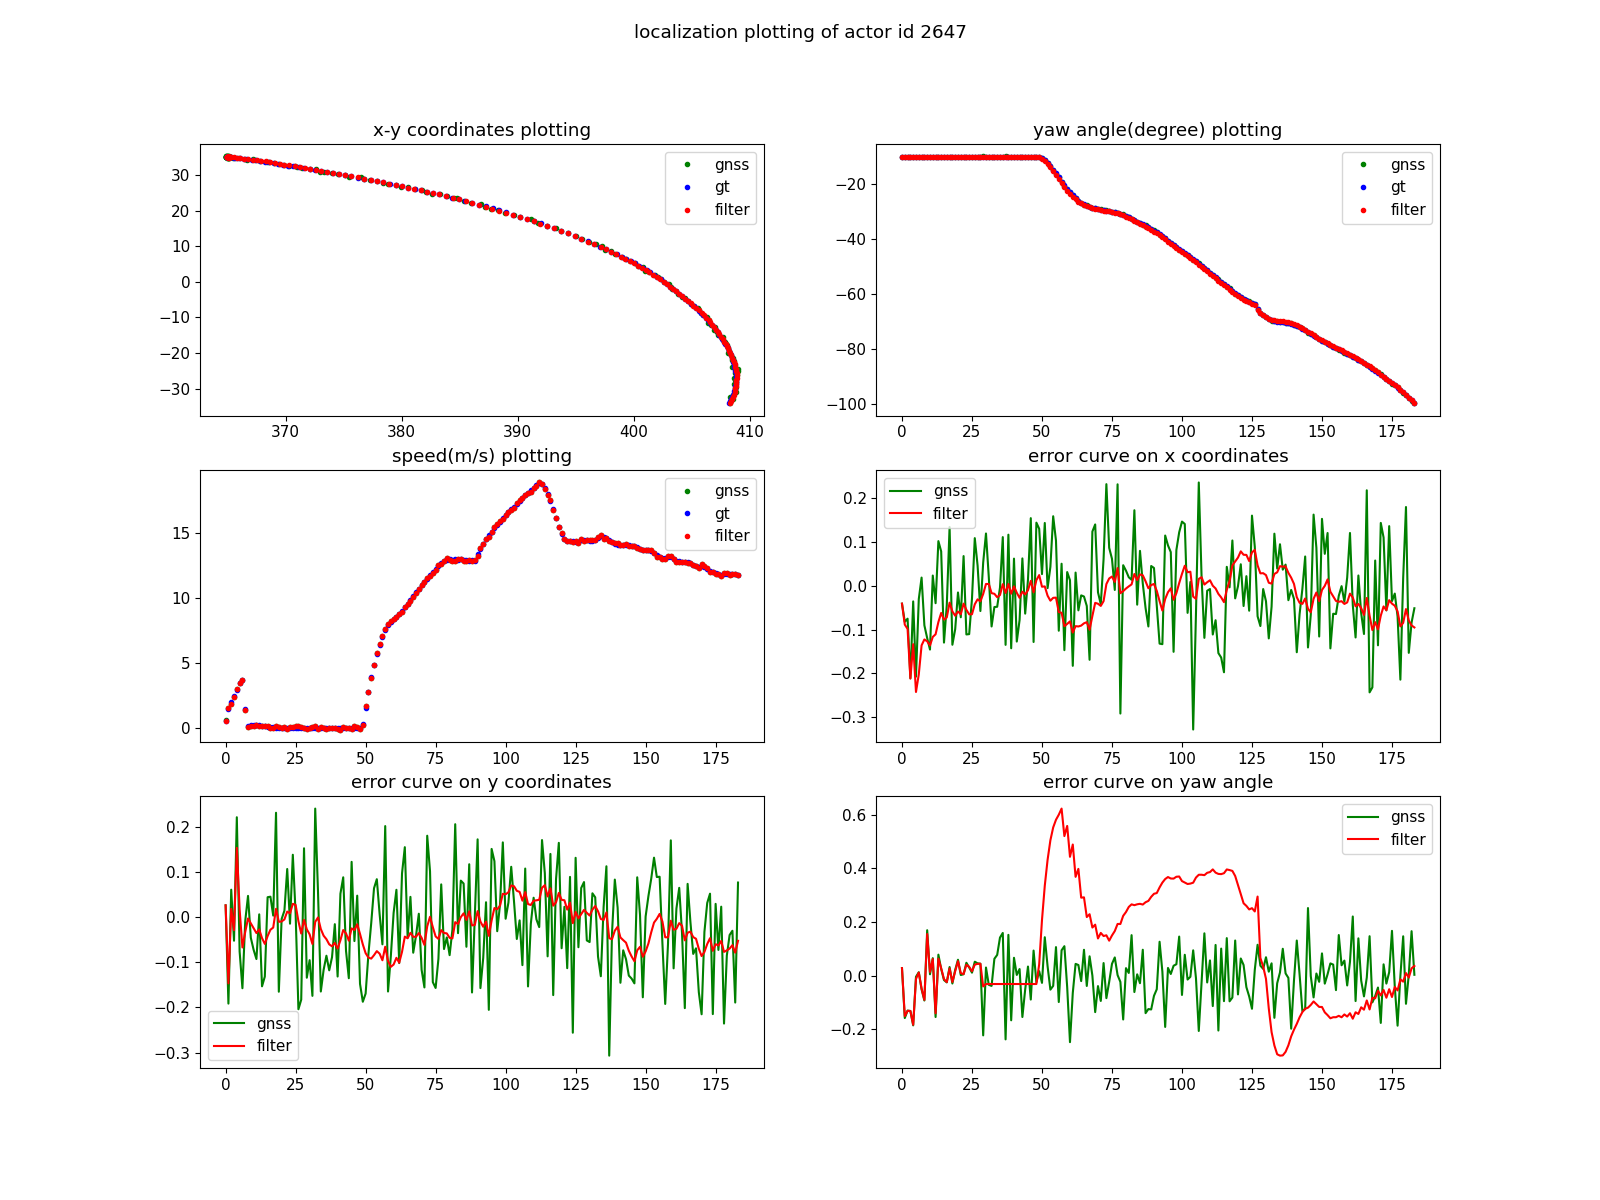 localization plotting of actor id 2647
x-y coordinates plotting
30
20
10
0
−10
−20
−30
370 380 390 400 410
gnss
gt
filter
yaw angle(degree) plotting
−20
−40
−60
−80
−100
0 25 50 75 100 125 150 175
gnss
gt
filter
speed(m/s) plotting
15
10
5
0
0 25 50 75 100 125 150 175
gnss
gt
filter
error curve on x coordinates
0.2
0.1
0.0
−0.1
−0.2
−0.3
0 25 50 75 100 125 150 175
gnss
filter
error curve on y coordinates
0.2
0.1
0.0
−0.1
−0.2
−0.3
0 25 50 75 100 125 150 175
gnss
filter
error curve on yaw angle
0.6
0.4
0.2
0.0
−0.2
0 25 50 75 100 125 150 175
gnss
filter